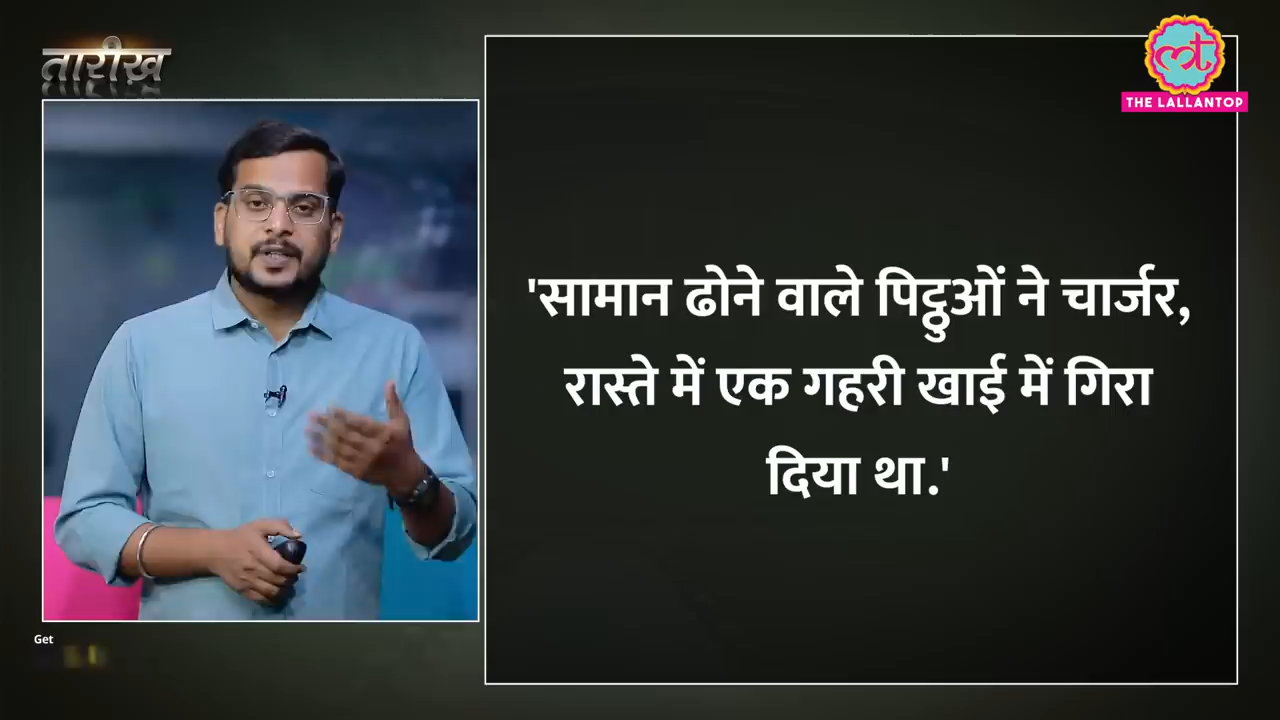 तारीख़
THE LALLANTOP
'सामान ढोने वाले पिट्ठुओं ने चार्जर,
रास्ते में एक गहरी खाई में गिरा
दिया था.'
Get